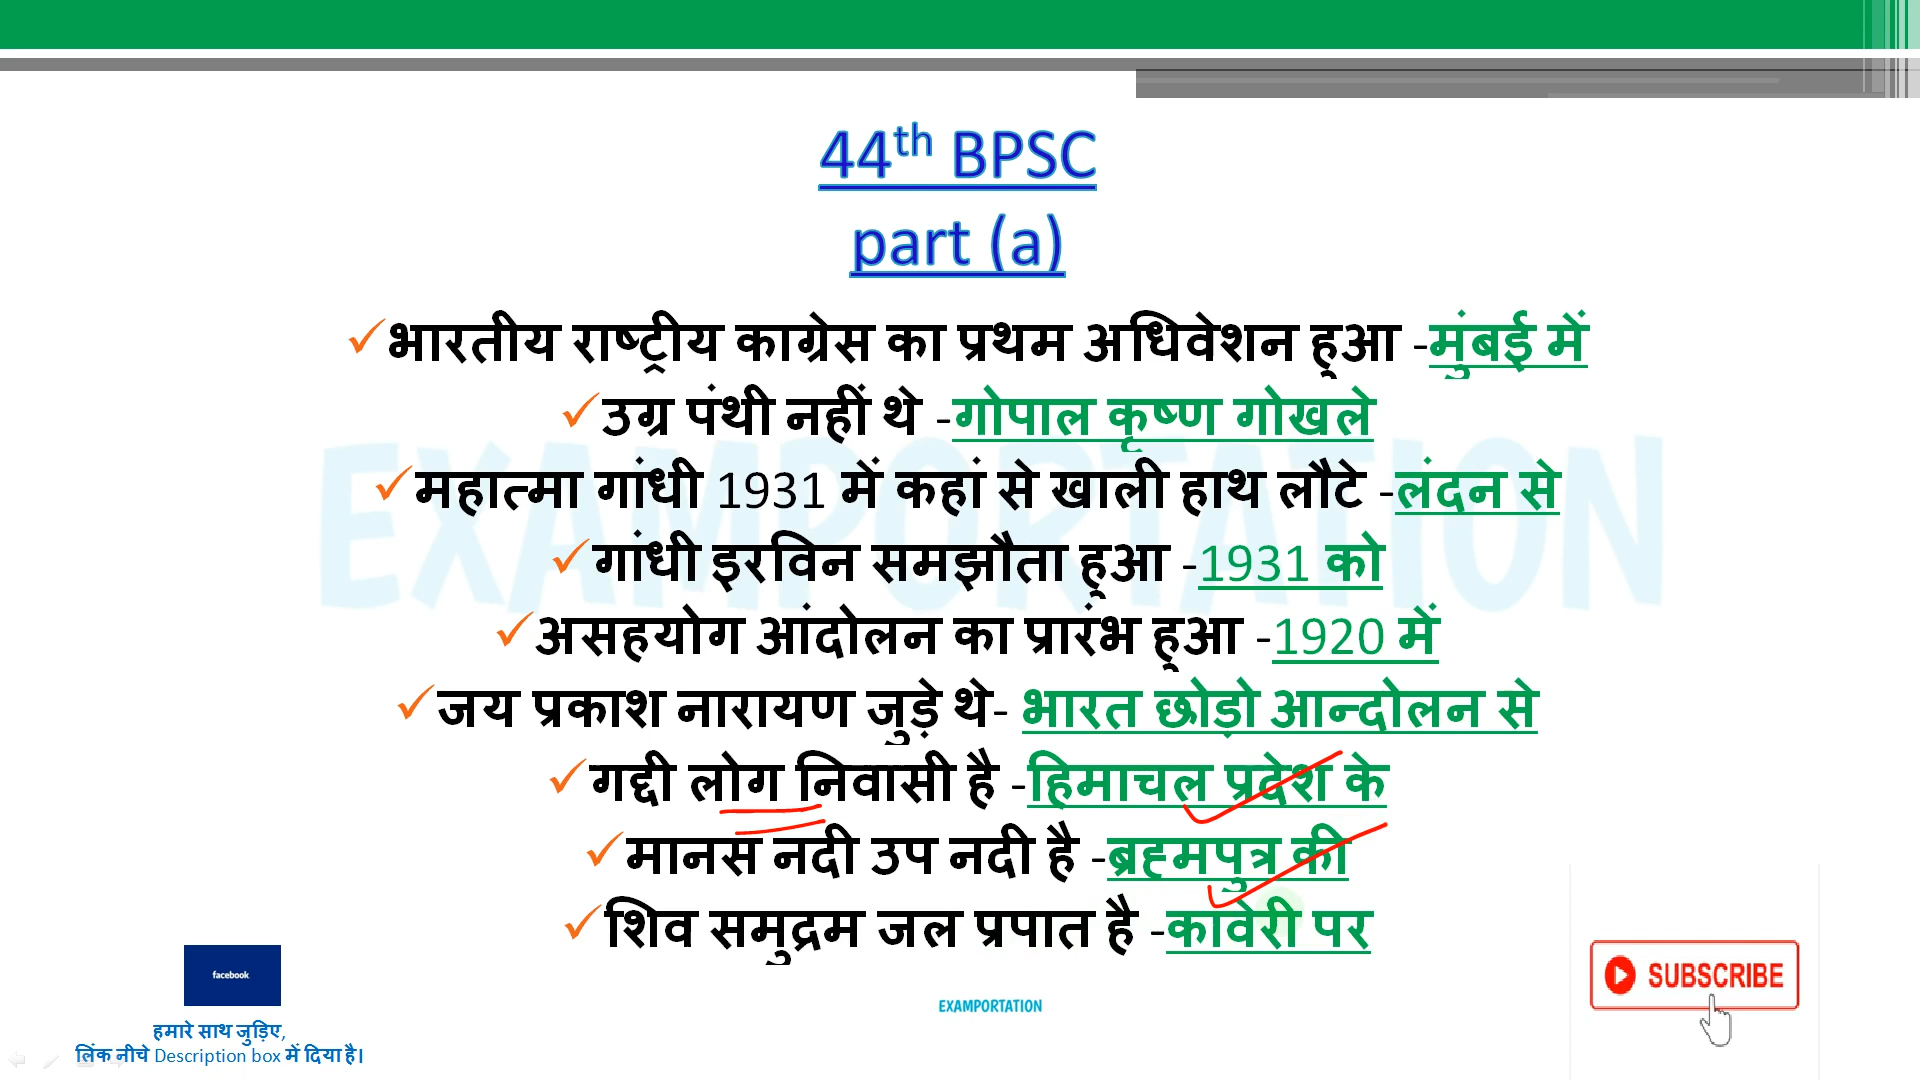 44th BPSC
part (a)
✓भारतीय राष्ट्रीय काग्रेस का प्रथम अधिवेशन हुआ -मुंबई में
✓उग्र पंथी नहीं थे -गोपाल कृष्ण गोखले
✓महात्मा गांधी 1931 में कहां से खाली हाथ लौटे -लंदन से
✓गांधी इरविन समझौता हुआ -1931 को
✓असहयोग आंदोलन का प्रारंभ हुआ -1920 में
✓जय प्रकाश नारायण जुड़े थे- भारत छोड़ो आन्दोलन से
✓गद्दी लोग निवासी है -हिमाचल प्रदेश के
✓मानस नदी उप नदी है -ब्रह्मपुत्र की
✓शिव समुद्रम जल प्रपात है -कावेरी पर
EXAMPORTATION
facebook
हमारे साथ जुड़िए,
लिंक नीचे Description box में दिया है।
EXAMPORTATION
SUBSCRIBE